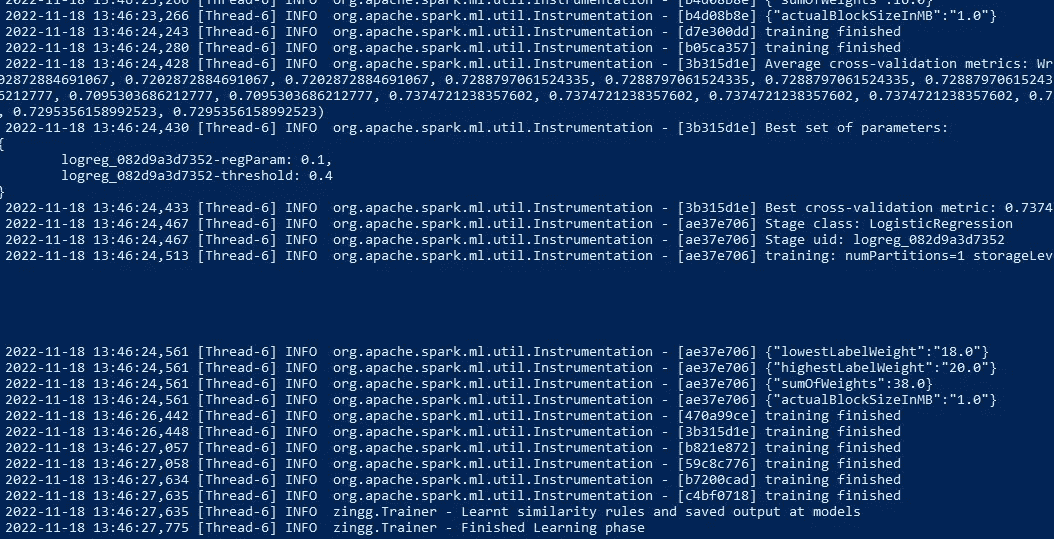 2022-11-18 13:46:23,266 [Thread-6] INFO  org.apache.spark.ml.util.Instrumentation - [b4d08b8e] {"sumOfWeights":10.0}
2022-11-18 13:46:23,266 [Thread-6] INFO  org.apache.spark.ml.util.Instrumentation - [b4d08b8e] {"actualBlockSizeInMB":"1.0"}
2022-11-18 13:46:24,243 [Thread-6] INFO  org.apache.spark.ml.util.Instrumentation - [d7e300dd] training finished
2022-11-18 13:46:24,280 [Thread-6] INFO  org.apache.spark.ml.util.Instrumentation - [b05ca357] training finished
2022-11-18 13:46:24,428 [Thread-6] INFO  org.apache.spark.ml.util.Instrumentation - [3b315d1e] Average cross-validation metrics: Wr
02872884691067, 0.7202872884691067, 0.7202872884691067, 0.7288797061524335, 0.7288797061524335, 0.7288797061524335, 0.72887970615243
6212777, 0.7095303686212777, 0.7095303686212777, 0.7374721238357602, 0.7374721238357602, 0.7374721238357602, 0.7374721238357602, 0.7
, 0.7295356158992523, 0.7295356158992523)
2022-11-18 13:46:24,430 [Thread-6] INFO  org.apache.spark.ml.util.Instrumentation - [3b315d1e] Best set of parameters:
{
logreg_082d9a3d7352-regParam: 0.1,
logreg_082d9a3d7352-threshold: 0.4
}
2022-11-18 13:46:24,433 [Thread-6] INFO  org.apache.spark.ml.util.Instrumentation - [3b315d1e] Best cross-validation metric: 0.7374
2022-11-18 13:46:24,467 [Thread-6] INFO  org.apache.spark.ml.util.Instrumentation - [ae37e706] Stage class: LogisticRegression
2022-11-18 13:46:24,467 [Thread-6] INFO  org.apache.spark.ml.util.Instrumentation - [ae37e706] Stage uid: logreg_082d9a3d7352
2022-11-18 13:46:24,513 [Thread-6] INFO  org.apache.spark.ml.util.Instrumentation - [ae37e706] training: numPartitions=1 storageLev
2022-11-18 13:46:24,561 [Thread-6] INFO  org.apache.spark.ml.util.Instrumentation - [ae37e706] {"lowestLabelWeight":"18.0"}
2022-11-18 13:46:24,561 [Thread-6] INFO  org.apache.spark.ml.util.Instrumentation - [ae37e706] {"highestLabelWeight":"20.0"}
2022-11-18 13:46:24,561 [Thread-6] INFO  org.apache.spark.ml.util.Instrumentation - [ae37e706] {"sumOfWeights":38.0}
2022-11-18 13:46:24,561 [Thread-6] INFO  org.apache.spark.ml.util.Instrumentation - [ae37e706] {"actualBlockSizeInMB":"1.0"}
2022-11-18 13:46:26,442 [Thread-6] INFO  org.apache.spark.ml.util.Instrumentation - [470a99ce] training finished
2022-11-18 13:46:26,448 [Thread-6] INFO  org.apache.spark.ml.util.Instrumentation - [3b315d1e] training finished
2022-11-18 13:46:27,057 [Thread-6] INFO  org.apache.spark.ml.util.Instrumentation - [b821e872] training finished
2022-11-18 13:46:27,058 [Thread-6] INFO  org.apache.spark.ml.util.Instrumentation - [59c8c776] training finished
2022-11-18 13:46:27,634 [Thread-6] INFO  org.apache.spark.ml.util.Instrumentation - [b7200cad] training finished
2022-11-18 13:46:27,635 [Thread-6] INFO  org.apache.spark.ml.util.Instrumentation - [c4bf0718] training finished
2022-11-18 13:46:27,635 [Thread-6] INFO  zingg.Trainer - Learnt similarity rules and saved output at models
2022-11-18 13:46:27,775 [Thread-6] INFO  zingg.Trainer - Finished Learning phase